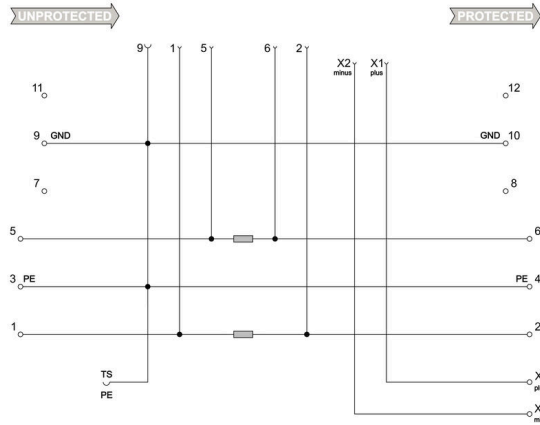 UNPROTECTED PROTECTED
9 1 5 6 2
X2 X1
minus plus
11 12
9 GND GND 10
7 8
5 6
3 PE PE 4
1 2
TS
PE
X
X